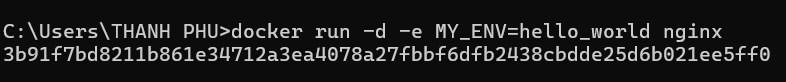 C:\Users\THANH PHU>docker run -d -e MY_ENV=hello_world nginx
3b91f7bd8211b861e34712a3ea4078a27fbbf6dfb2438cbdde25d6b021ee5ff0